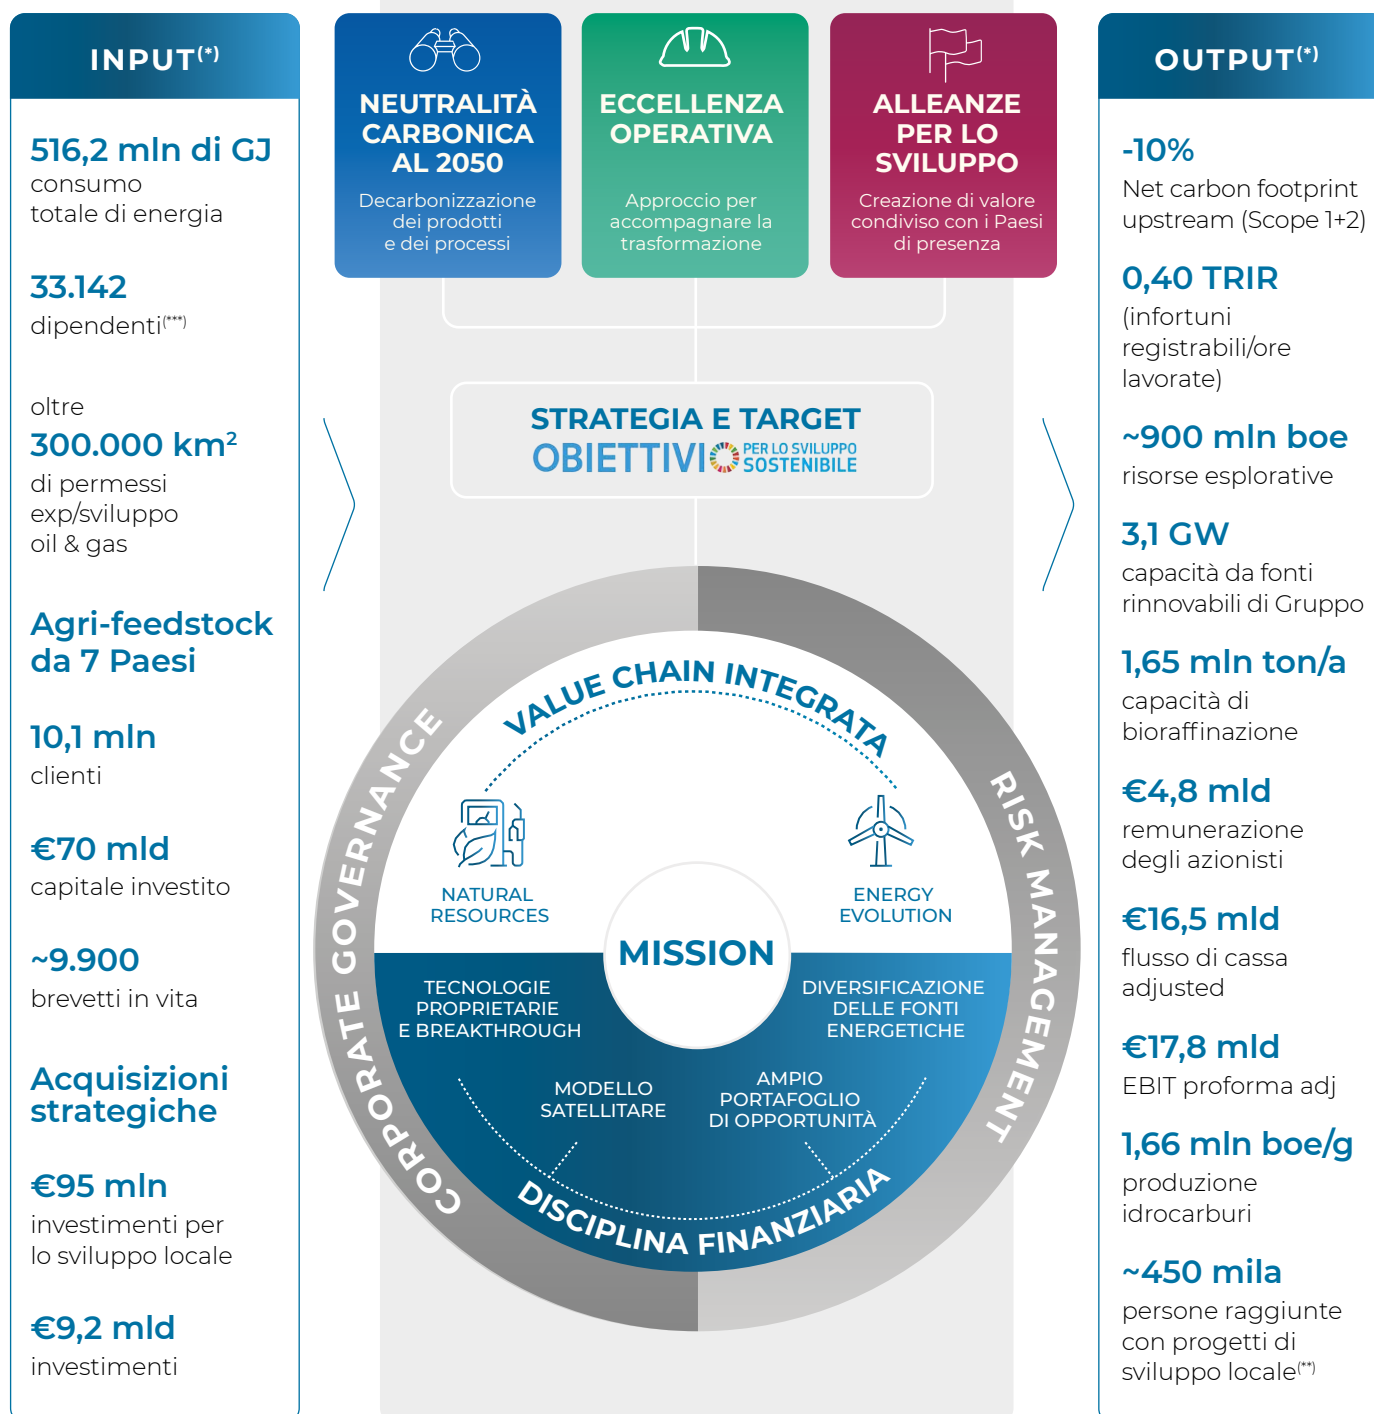 INPUT(*)
516,2 mln di GJ
consumo
totale di energia
33.142
dipendenti(***)
oltre
300.000 km²
di permessi
exp/sviluppo
oil & gas
Agri-feedstock
da 7 Paesi
10,1 mln
clienti
€70 mld
capitale investito
~9.900
brevetti in vita
Acquisizioni
strategiche
€95 mln
investimenti per
lo sviluppo locale
€9,2 mld
investimenti
NEUTRALITÀ
CARBONICA
AL 2050
Decarbonizzazione
dei prodotti
e dei processi
ECCELLENZA
OPERATIVA
Approccio per
accompagnare la
trasformazione
ALLEANZE
PER LO
SVILUPPO
Creazione di valore
condiviso con i Paesi
di presenza
STRATEGIA E TARGET
OBIETTIVI PER LO SVILUPPO
SOSTENIBILE
CORPORATE GOVERNANCE
RISK MANAGEMENT
VALUE CHAIN INTEGRATA
NATURAL
RESOURCES
ENERGY
EVOLUTION
MISSION
TECNOLOGIE
PROPRIETARIE
E BREAKTHROUGH
DIVERSIFICAZIONE
DELLE FONTI
ENERGETICHE
MODELLO
SATELLITARE
AMPIO
PORTAFOGLIO
DI OPPORTUNITÀ
DISCIPLINA FINANZIARIA
OUTPUT(*)
-10%
Net carbon footprint
upstream (Scope 1+2)
0,40 TRIR
(infortuni
registrabili/ore
lavorate)
~900 mln boe
risorse esplorative
3,1 GW
capacità da fonti
rinnovabili di Gruppo
1,65 mln ton/a
capacità di
bioraffinazione
€4,8 mld
remunerazione
degli azionisti
€16,5 mld
flusso di cassa
adjusted
€17,8 mld
EBIT proforma adj
1,66 mln boe/g
produzione
idrocarburi
~450 mila
persone raggiunte
con progetti di
sviluppo locale(**)